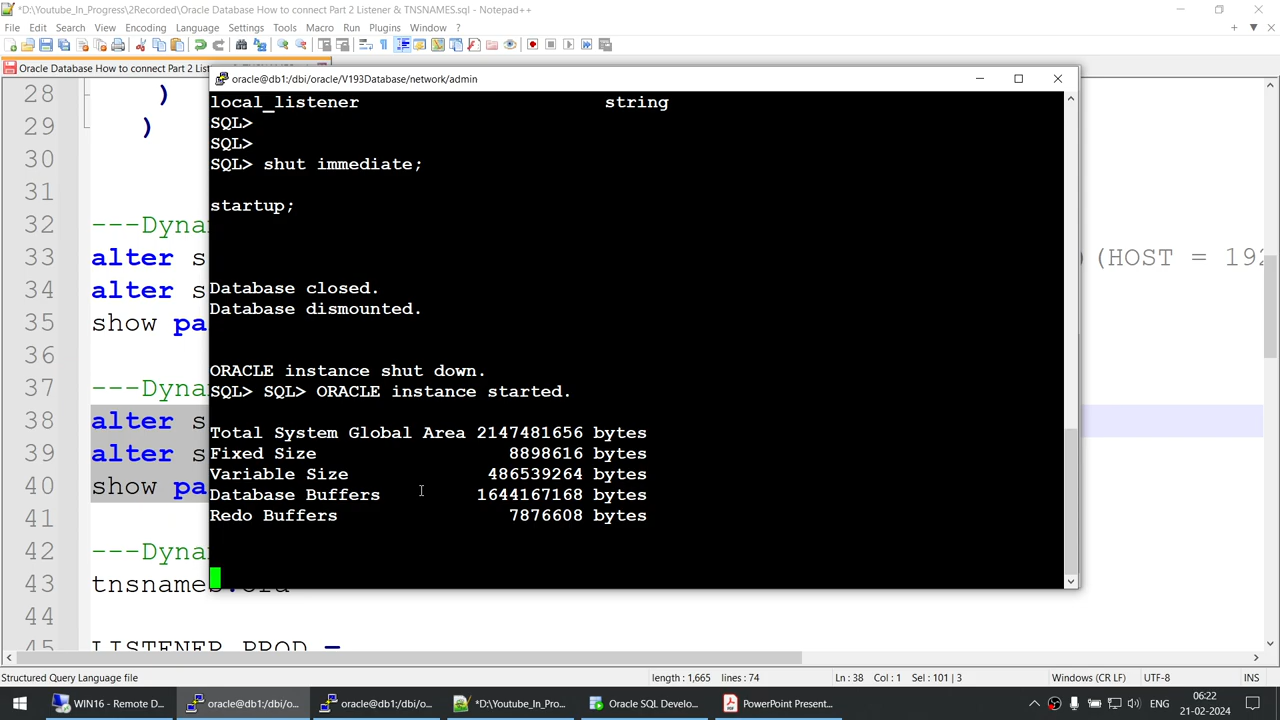 *D:\Youtube_In_Progress\2Recorded\Oracle Database How to connect Part 2 Listener & TNSNAMES.sql - Notepad++
File Edit Search View Encoding Language Settings Tools Macro Run Plugins Window ?
Oracle Database How to connect Part 2 Lis
oracle@db1:/dbi/oracle/V193Database/network/admin
28 )
29 )
30
31
32 ---Dyna
33 alter s )(HOST = 192
34 alter s
35 show pa
36
37 ---Dyna
38 alter s
39 alter s
40 show pa
41
42 ---Dyna
43 tnsnames.ora
44
45 LISTENER_PROD =
local_listener string
SQL>
SQL>
SQL> shut immediate;
startup;
Database closed.
Database dismounted.
ORACLE instance shut down.
SQL> SQL> ORACLE instance started.
Total System Global Area 2147481656 bytes
Fixed Size 8898616 bytes
Variable Size 486539264 bytes
Database Buffers 1644167168 bytes
Redo Buffers 7876608 bytes
Structured Query Language file length : 1,665 lines : 74 Ln : 38 Col : 1 Sel : 101 | 3 Windows (CR LF) UTF-8 INS
WIN16 - Remote D...
oracle@db1:/dbi/o...
oracle@db1:/dbi/o...
*D:\Youtube_In_Pro...
Oracle SQL Develo...
PowerPoint Present...
ENG
06:22
21-02-2024